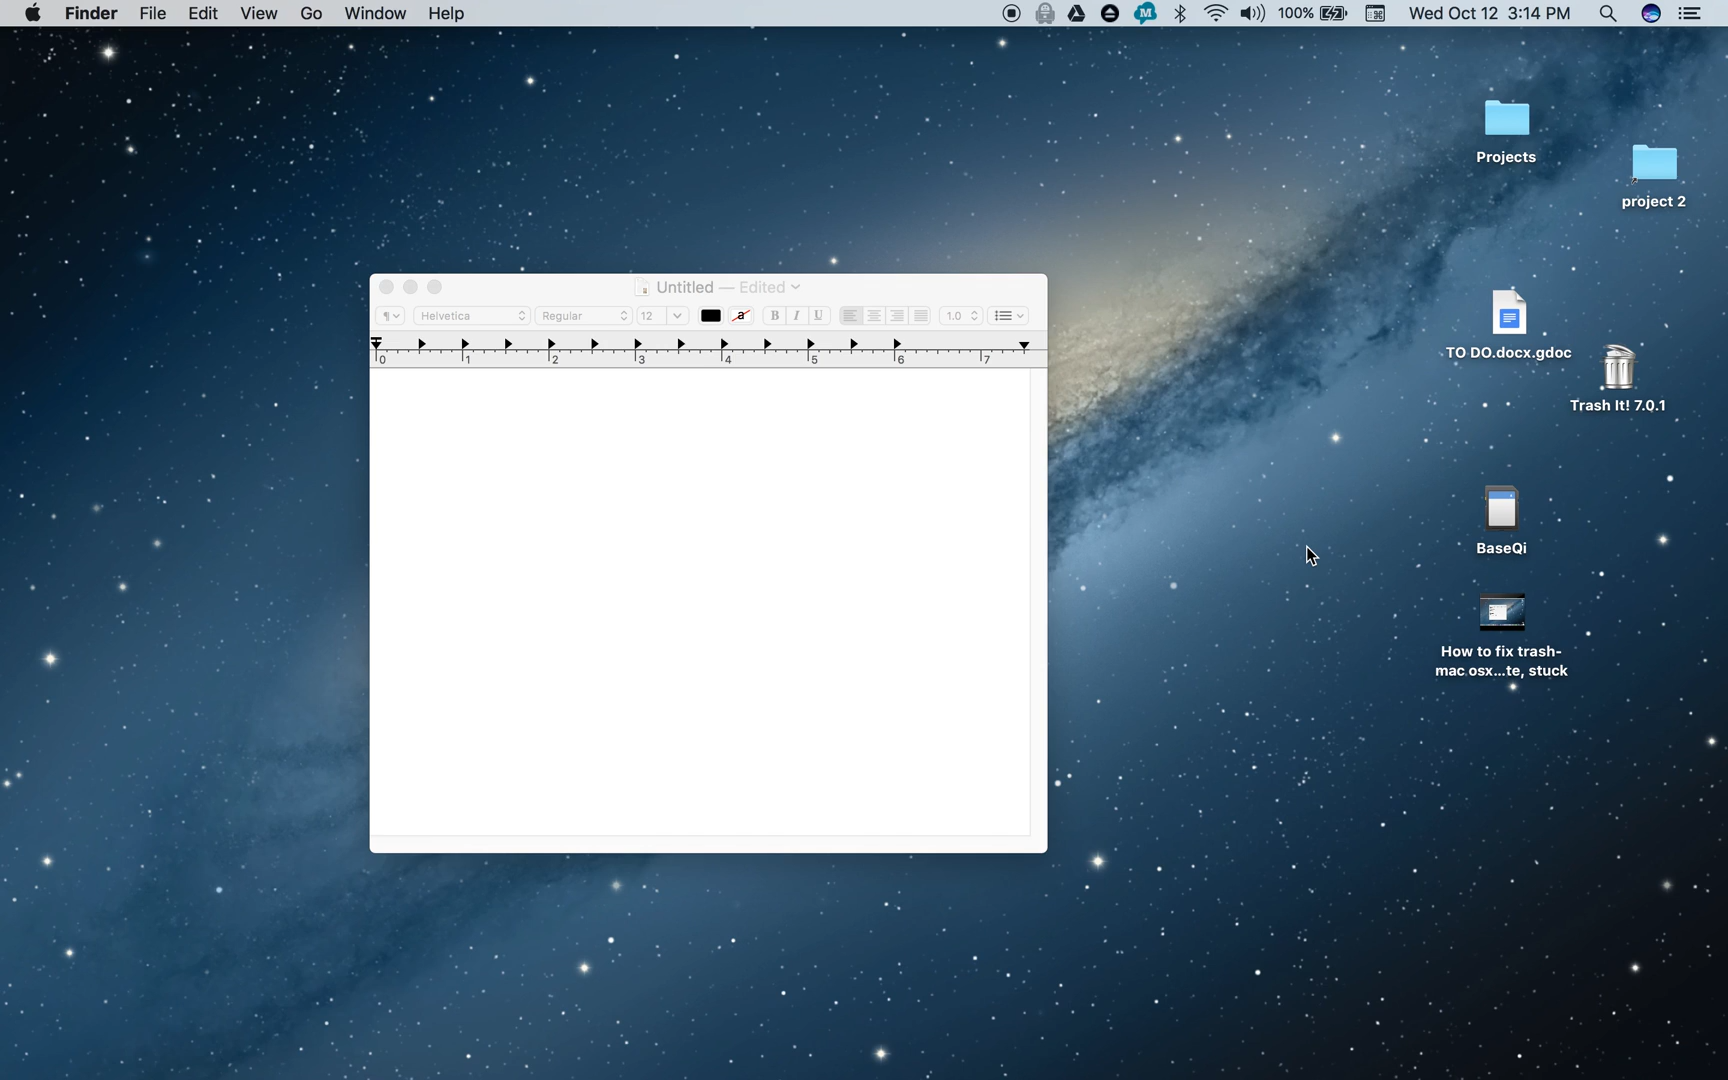 Finder File Edit View Go Window Help 100% Wed Oct 12 3:14 PM
Projects
project 2
Untitled — Edited
Helvetica Regular 12 a B I U 1.0
0 1 2 3 4 5 6 7
TO DO.docx.gdoc
Trash It! 7.0.1
BaseQi
How to fix trash-
mac osx...te, stuck